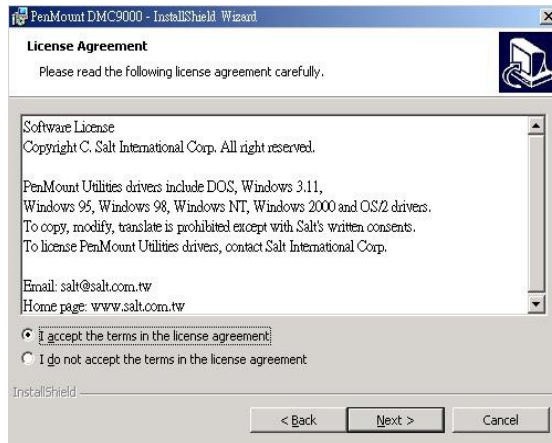 PenMount DMC9000 - InstallShield Wizard
License Agreement
Please read the following license agreement carefully.
Software License
Copyright C. Salt International Corp. All right reserved.
PenMount Utilities drivers include DOS, Windows 3.11,
Windows 95, Windows 98, Windows NT, Windows 2000 and OS/2 drivers.
To copy, modify, translate is prohibited except with Salt's written consents.
To license PenMount Utilities drivers, contact Salt International Corp.
Email: salt@salt.com.tw
Home page: www.salt.com.tw
I accept the terms in the license agreement
I do not accept the terms in the license agreement
InstallShield
< Back Next > Cancel